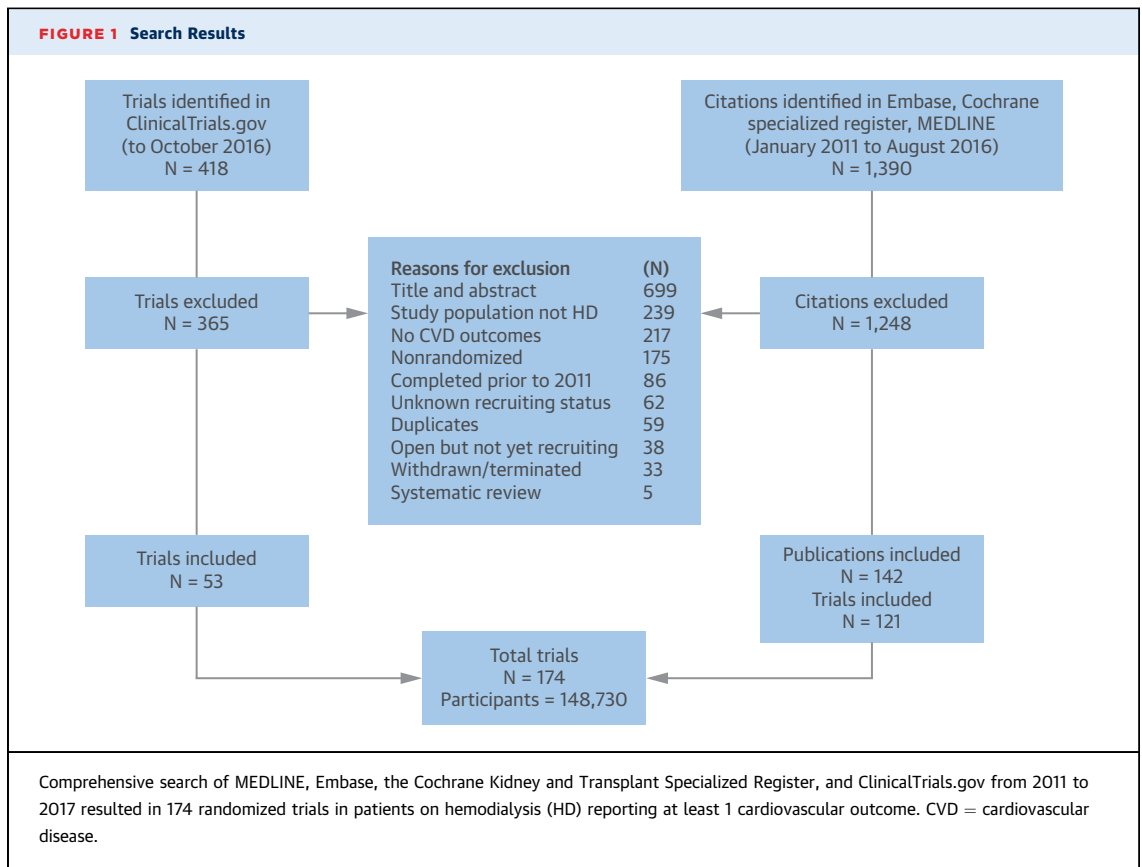 FIGURE 1 Search Results
Trials identified in
ClinicalTrials.gov
(to October 2016)
N = 418
Citations identified in Embase, Cochrane
specialized register, MEDLINE
(January 2011 to August 2016)
N = 1,390
Trials excluded
N = 365
Reasons for exclusion (N)
Title and abstract 699
Study population not HD 239
No CVD outcomes 217
Nonrandomized 175
Completed prior to 2011 86
Unknown recruiting status 62
Duplicates 59
Open but not yet recruiting 38
Withdrawn/terminated 33
Systematic review 5
Citations excluded
N = 1,248
Trials included
N = 53
Publications included
N = 142
Trials included
N = 121
Total trials
N = 174
Participants = 148,730
Comprehensive search of MEDLINE, Embase, the Cochrane Kidney and Transplant Specialized Register, and ClinicalTrials.gov from 2011 to
2017 resulted in 174 randomized trials in patients on hemodialysis (HD) reporting at least 1 cardiovascular outcome. CVD = cardiovascular
disease.